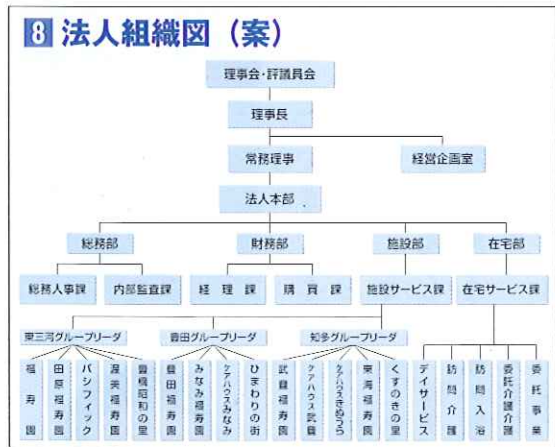 8 法人組織図（案）
理事会・評議員会
理事長
常務理事
経営企画室
法人本部
総務部
財務部
施設部
在宅部
総務人事課
内部監査課
経理課
購買課
施設サービス課
在宅サービス課
東三河グループリーダ
豊田グループリーダ
知多グループリーダ
福寿園
田原福寿園
パシフィック
渥美福寿園
豊橋昭和の里
豊田福寿園
みなみ福寿園
ケアハウスみなみ
ひまわりの街
武豊福寿園
ケアハウス武豊
ケアハウスきぬうら
東海福寿園
くすのきの里
デイサービス
訪問介護
訪問入浴
委託介護
委託事業